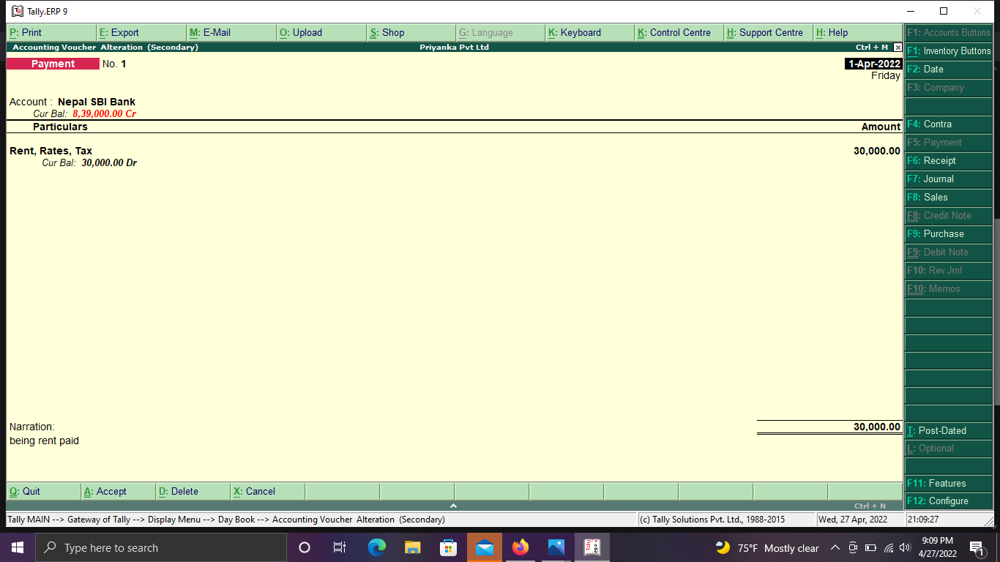 Tally.ERP 9
P: Print E: Export M: E-Mail O: Upload S: Shop G: Language K: Keyboard K: Control Centre H: Support Centre H: Help F1: Accounts Buttons
Accounting Voucher Alteration (Secondary) Priyanka Pvt Ltd Ctrl + M
F1: Inventory Buttons
Payment No. 1 1-Apr-2022
F2: Date
Friday
F3: Company
Account : Nepal SBI Bank
Cur Bal: 8,39,000.00 Cr
Particulars Amount
F4: Contra
F5: Payment
Rent, Rates, Tax 30,000.00
Cur Bal: 30,000.00 Dr
F6: Receipt
F7: Journal
F8: Sales
F8: Credit Note
F9: Purchase
F9: Debit Note
F10: Rev Jrnl
F10: Memos
Narration: 30,000.00
T: Post-Dated
being rent paid
L: Optional
F11: Features
Q: Quit A: Accept D: Delete X: Cancel
F12: Configure
Ctrl + N
Tally MAIN --> Gateway of Tally --> Display Menu --> Day Book --> Accounting Voucher Alteration (Secondary) (c) Tally Solutions Pvt. Ltd., 1988-2015 Wed, 27 Apr, 2022 21:09:27
Type here to search Tally ERP 9 75°F Mostly clear 9:09 PM
4/27/2022 1